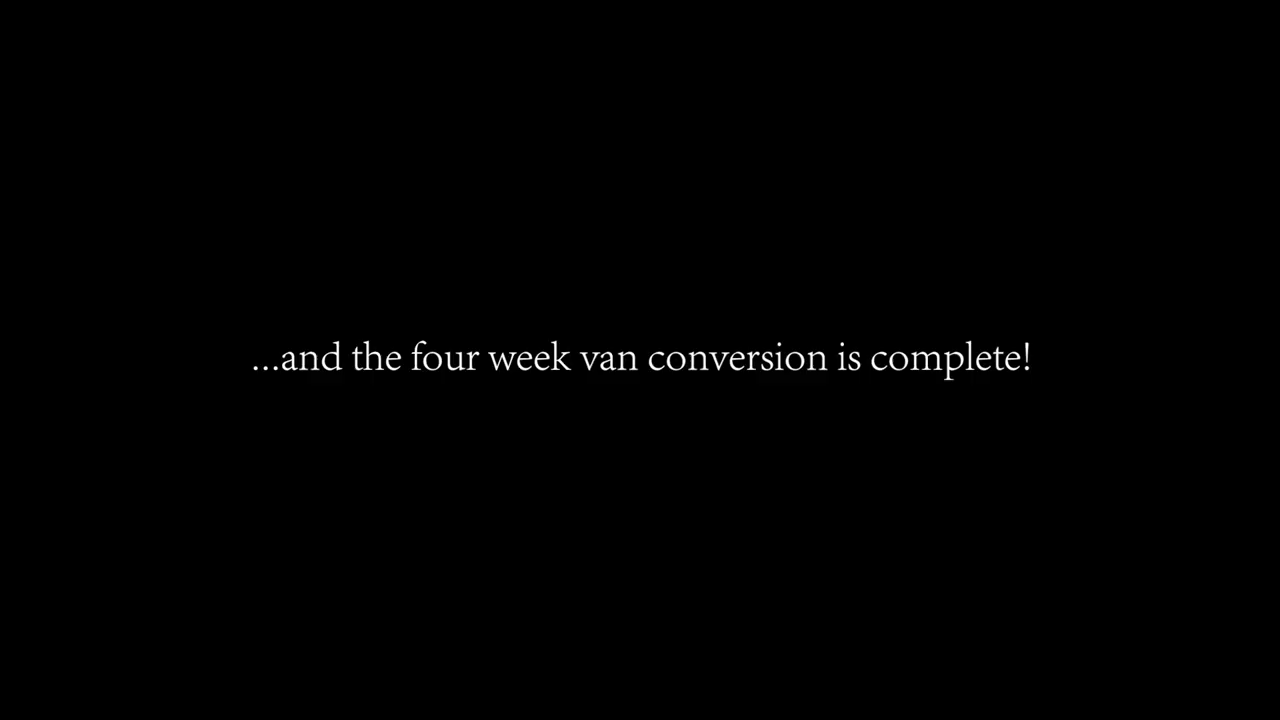 ...and the four week van conversion is complete!